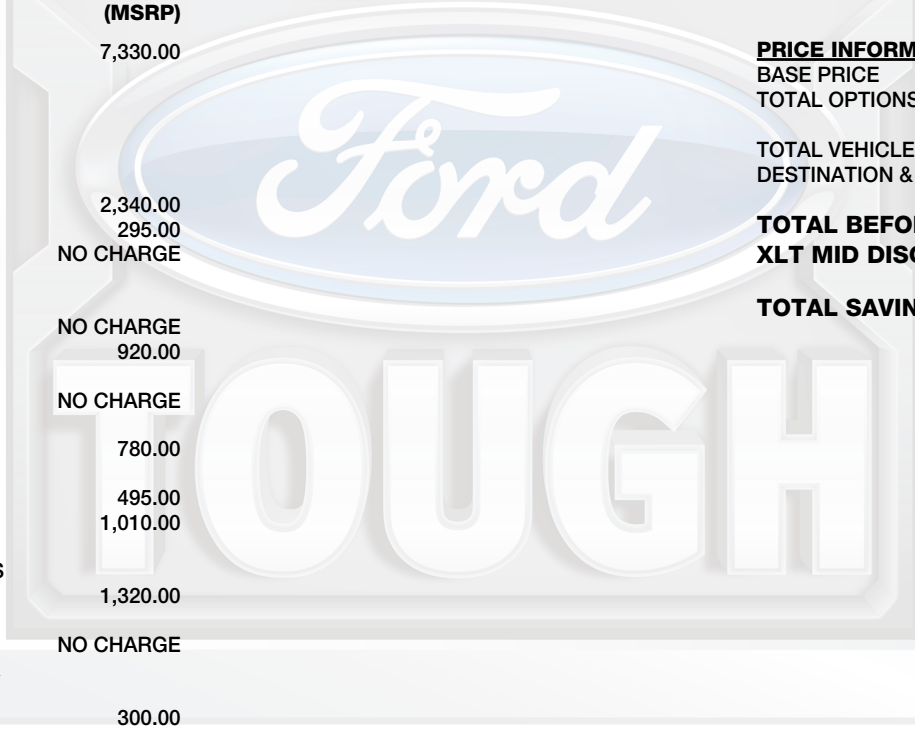 (MSRP)
7,330.00
2,340.00
295.00
NO CHARGE
NO CHARGE
920.00
NO CHARGE
780.00
495.00
1,010.00
S
1,320.00
NO CHARGE
300.00
PRICE INFORM
BASE PRICE
TOTAL OPTIONS
TOTAL VEHICLE
DESTINATION &
TOTAL BEFO
XLT MID DISC
TOTAL SAVIN
Ford
TOUGH